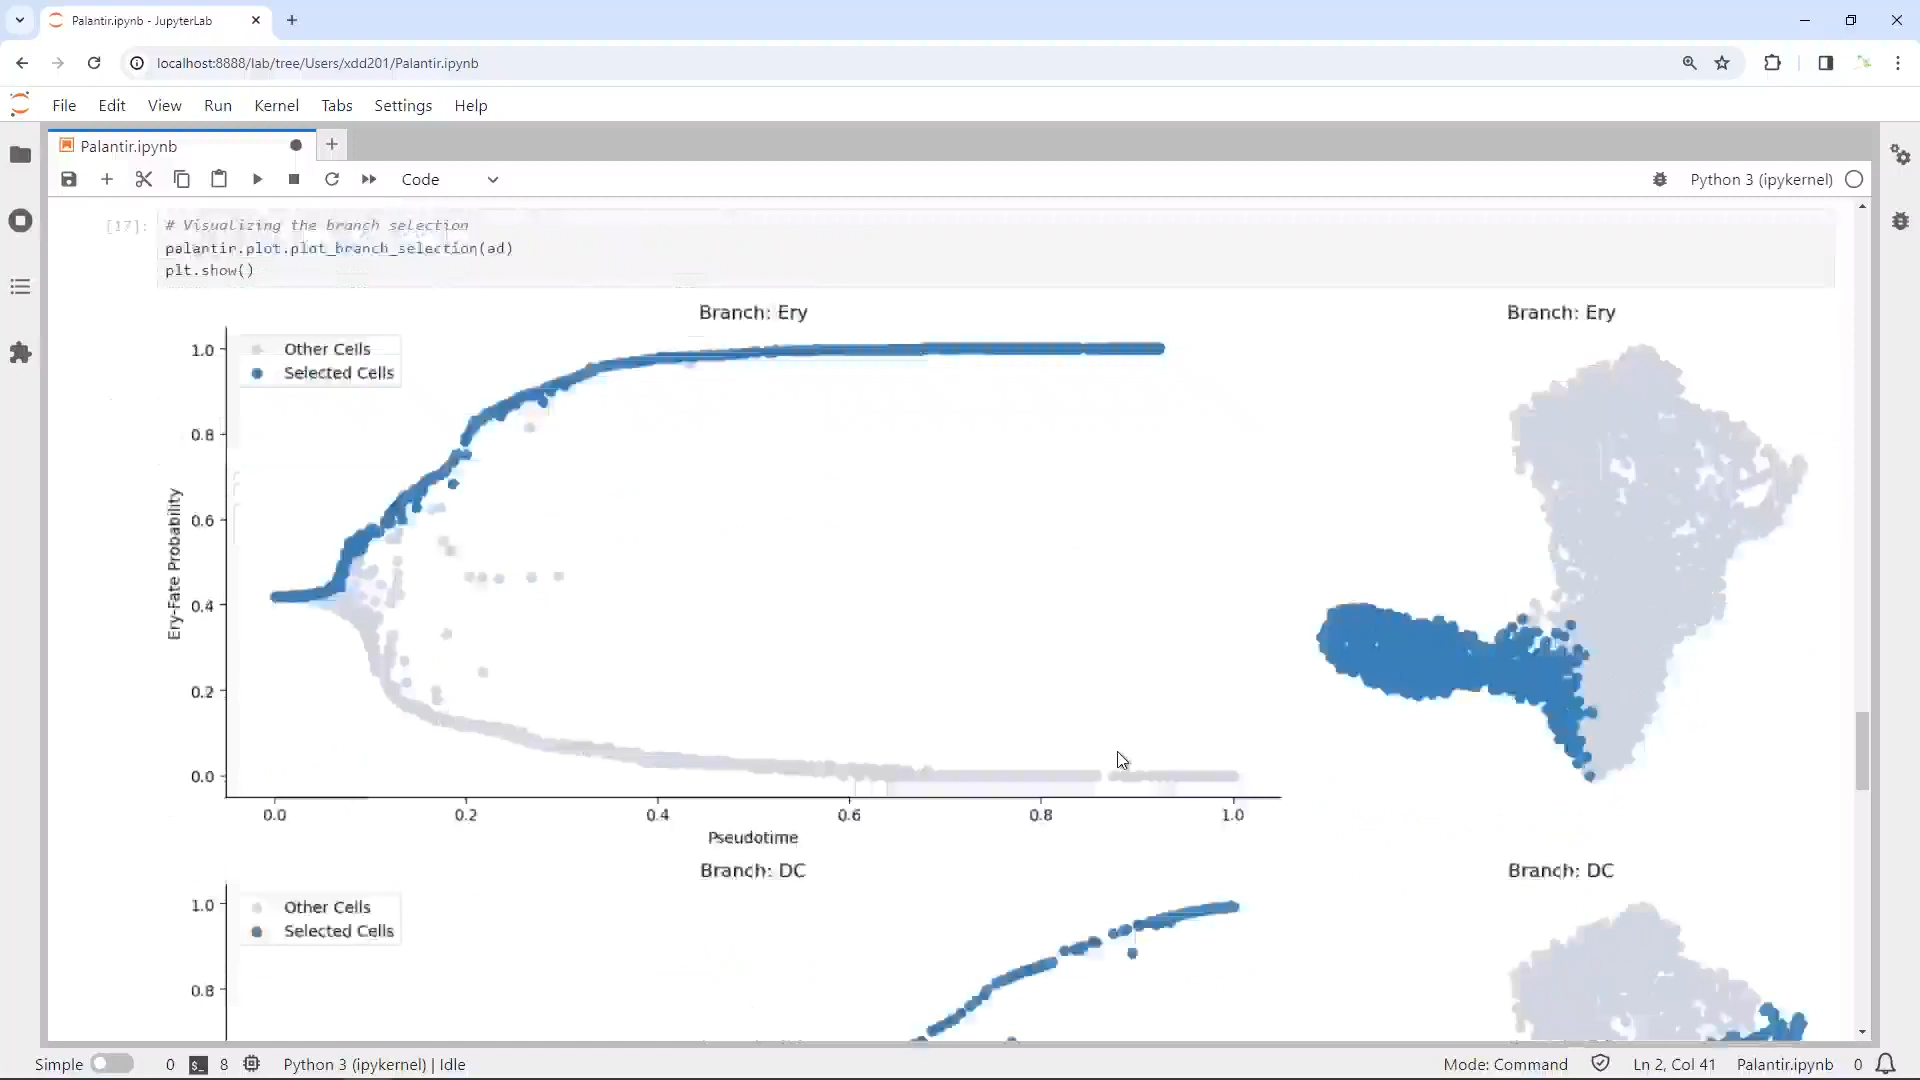 Palantir.ipynb - JupyterLab
localhost:8888/lab/tree/Users/xdd201/Palantir.ipynb
File Edit View Run Kernel Tabs Settings Help
Palantir.ipynb
Code
Python 3 (ipykernel)
[17]:
# Visualizing the branch selection
palantir.plot.plot_branch_selection(ad)
plt.show()
Branch: Ery
Branch: Ery
Other Cells
Selected Cells
1.0
0.8
0.6
0.4
0.2
0.0
Ery-Fate Probability
0.0 0.2 0.4 0.6 0.8 1.0
Pseudotime
Branch: DC
Branch: DC
Other Cells
Selected Cells
1.0
0.8
Simple 0 8 Python 3 (ipykernel) | Idle
Mode: Command Ln 2, Col 41 Palantir.ipynb 0